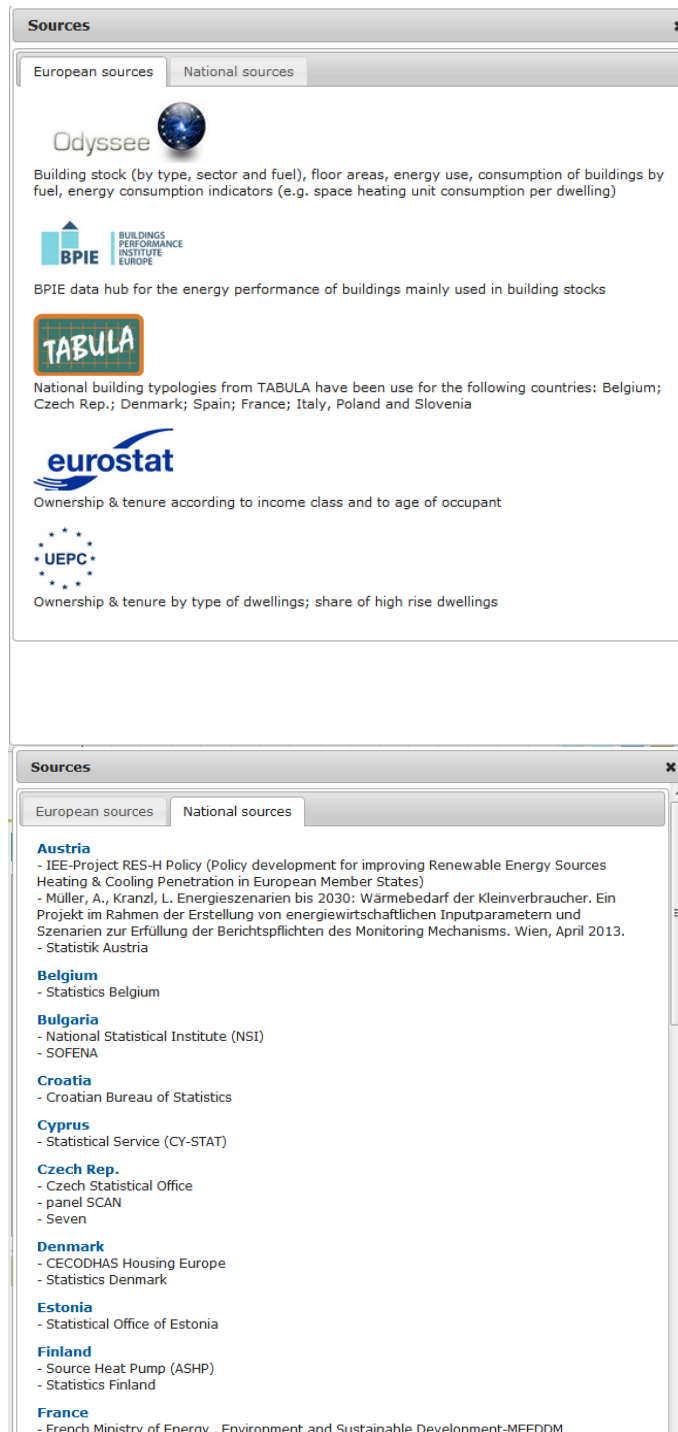 Sources
European sources
National sources
Odyssee
Building stock (by type, sector and fuel), floor areas, energy use, consumption of buildings by
fuel, energy consumption indicators (e.g. space heating unit consumption per dwelling)
BPIE
BUILDINGS
PERFORMANCE
INSTITUTE
EUROPE
BPIE data hub for the energy performance of buildings mainly used in building stocks
TABULA
National building typologies from TABULA have been use for the following countries: Belgium;
Czech Rep.; Denmark; Spain; France; Italy, Poland and Slovenia
eurostat
Ownership & tenure according to income class and to age of occupant
UEPC
Ownership & tenure by type of dwellings; share of high rise dwellings
Sources
European sources
National sources
Austria
- IEE-Project RES-H Policy (Policy development for improving Renewable Energy Sources
Heating & Cooling Penetration in European Member States)
- Müller, A., Kranzl, L. Energieszenarien bis 2030: Wärmebedarf der Kleinverbraucher. Ein
Projekt im Rahmen der Erstellung von energiewirtschaftlichen Inputparametern und
Szenarien zur Erfüllung der Berichtspflichten des Monitoring Mechanisms. Wien, April 2013.
- Statistik Austria
Belgium
- Statistics Belgium
Bulgaria
- National Statistical Institute (NSI)
- SOFENA
Croatia
- Croatian Bureau of Statistics
Cyprus
- Statistical Service (CY-STAT)
Czech Rep.
- Czech Statistical Office
- panel SCAN
- Seven
Denmark
- CECODHAS Housing Europe
- Statistics Denmark
Estonia
- Statistical Office of Estonia
Finland
- Source Heat Pump (ASHP)
- Statistics Finland
France
- French Ministry of Energy , Environment and Sustainable Development-MEEDDM